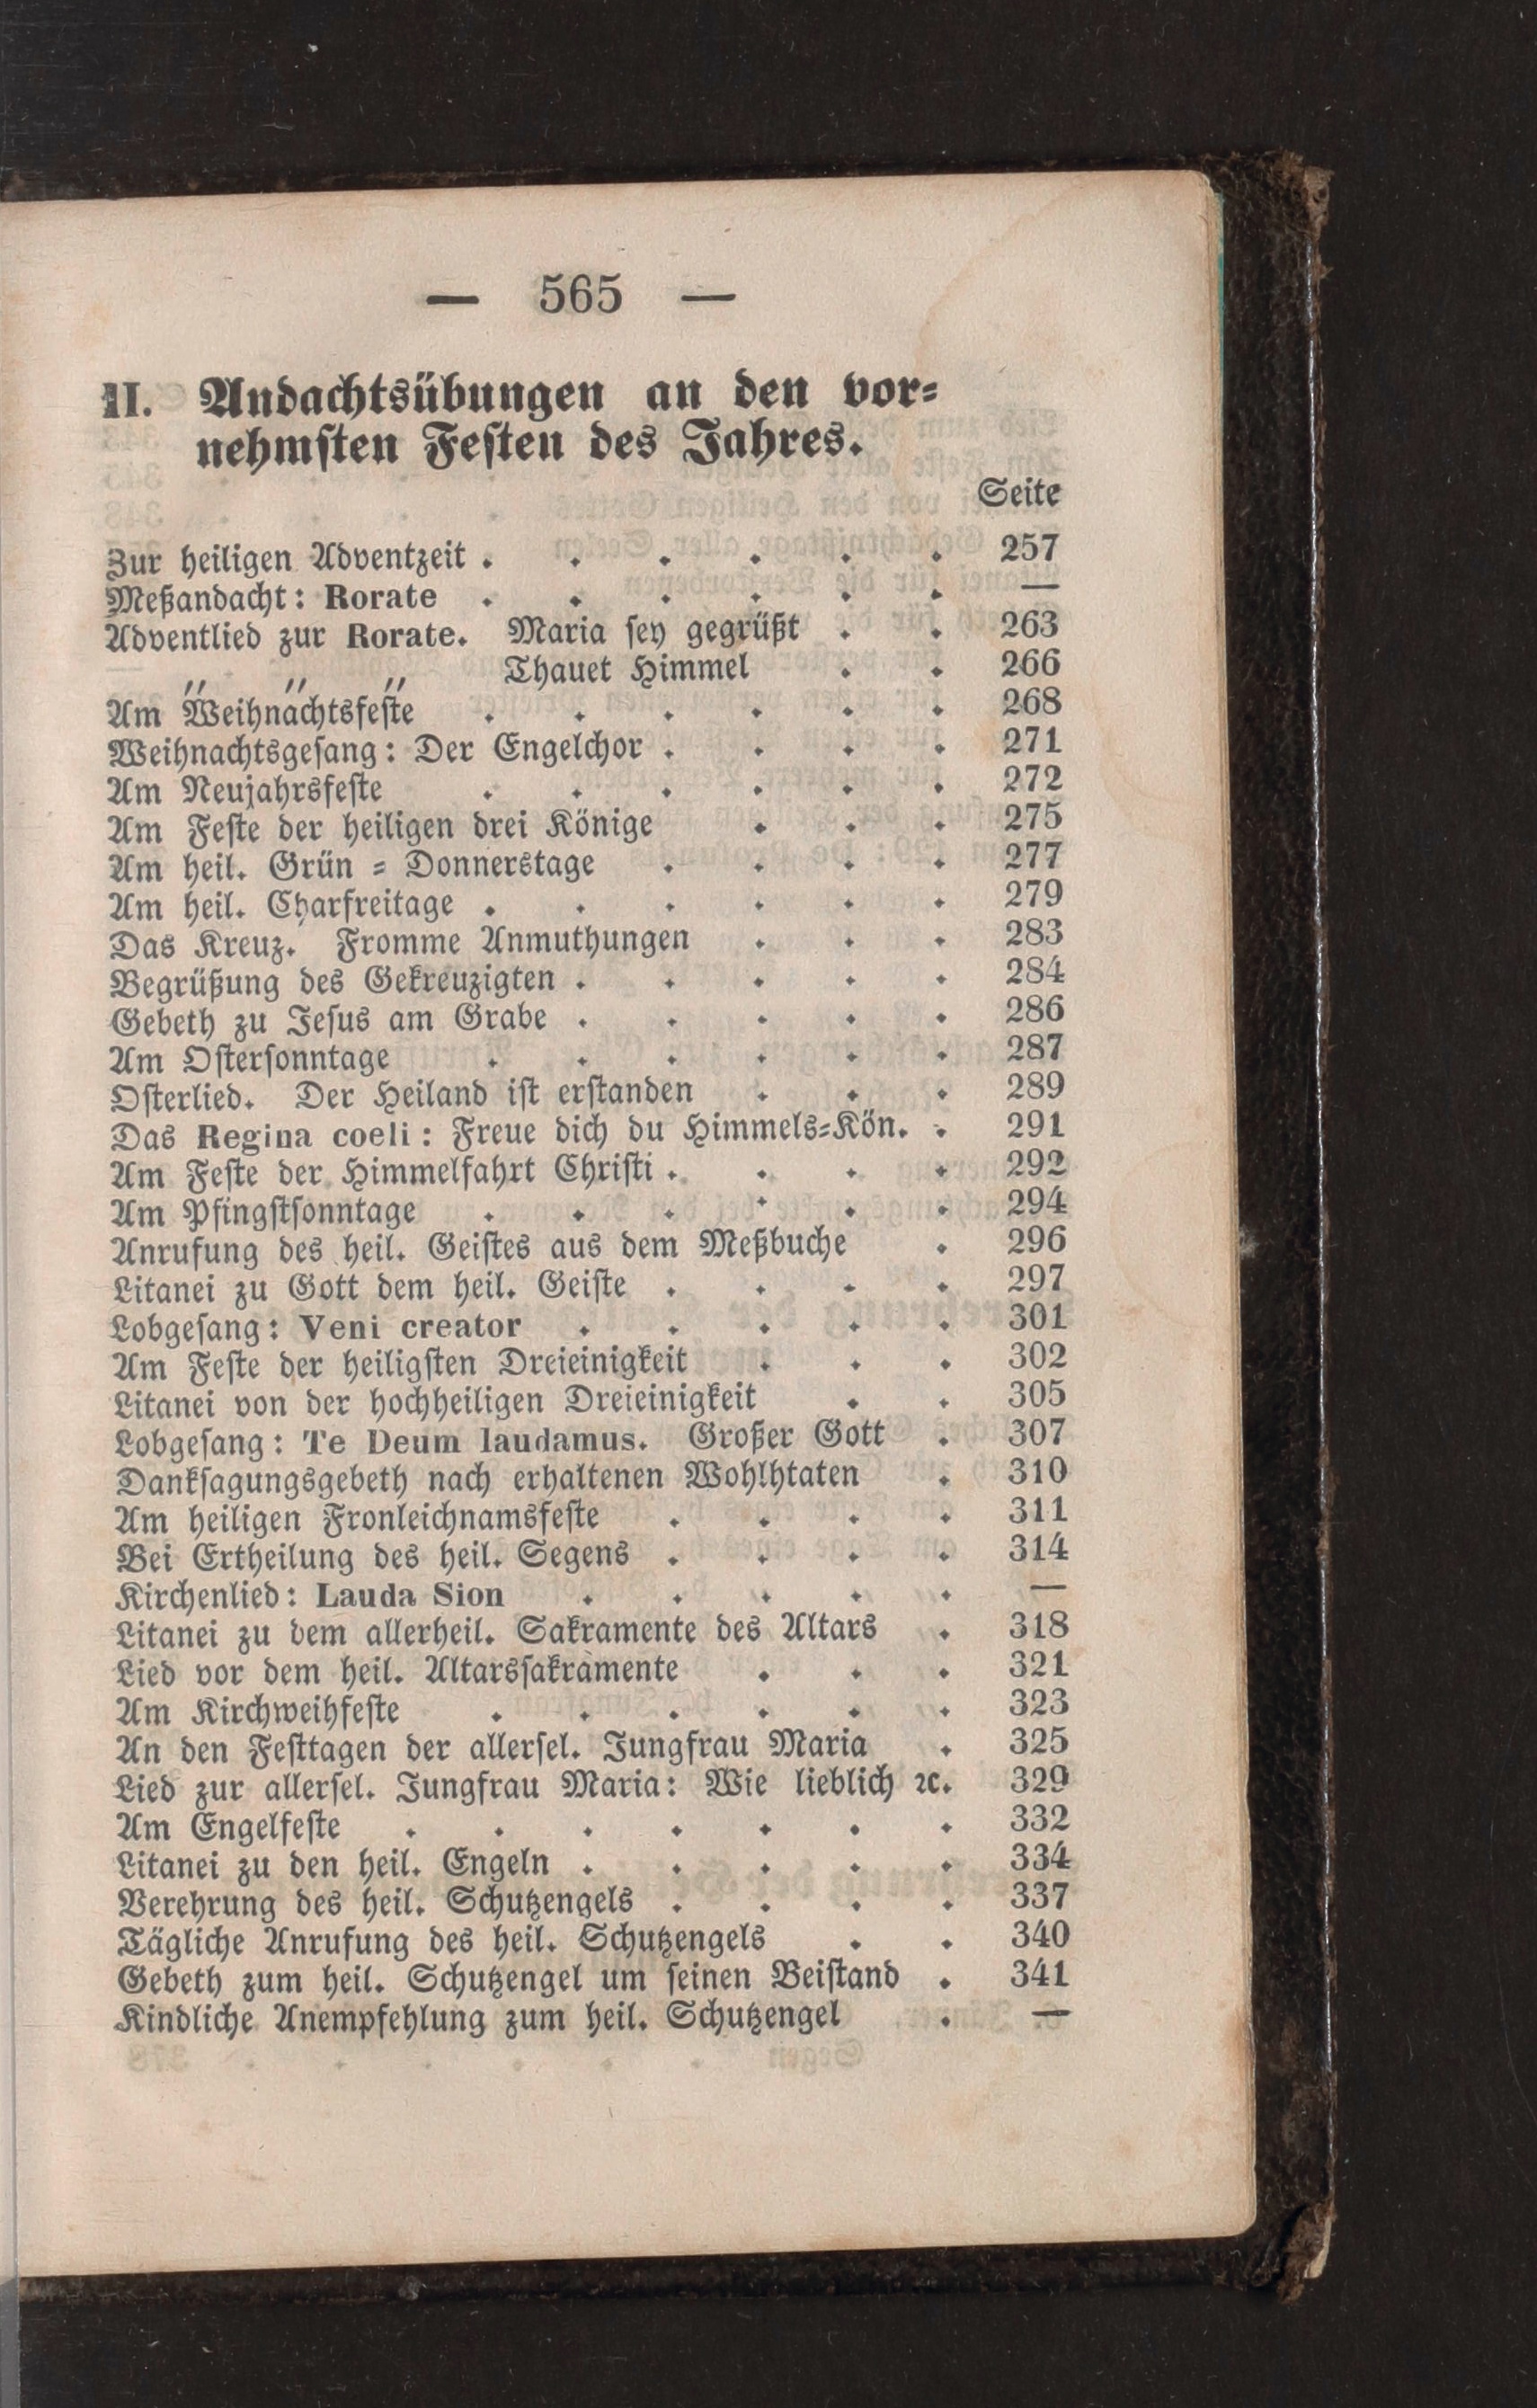 — 565 —
II. Andachtsübungen an den vor-
nehmsten Festen des Jahres.
Seite
Zur heiligen Adventzeit . . . . . . 257
Meßandacht: Rorate . . . . . . —
Adventlied zur Rorate. Maria sey gegrüßt . . 263
„ „ „ Thauet Himmel . . 266
Am Weihnachtsfeste . . . . . . 268
Weihnachtsgesang: Der Engelchor . . . . 271
Am Neujahrsfeste . . . . . . 272
Am Feste der heiligen drei Könige . . . 275
Am heil. Grün-Donnerstage . . . . 277
Am heil. Charfreitage . . . . . . 279
Das Kreuz. Fromme Anmuthungen . . . 283
Begrüßung des Gekreuzigten . . . . . 284
Gebeth zu Jesus am Grabe . . . . . 286
Am Ostersonntage . . . . . . 287
Osterlied. Der Heiland ist erstanden . . . 289
Das Regina coeli: Freue dich du Himmels-Kön. . 291
Am Feste der Himmelfahrt Christi . . . . 292
Am Pfingstsonntage . . . . . . 294
Anrufung des heil. Geistes aus dem Meßbuche . 296
Litanei zu Gott dem heil. Geiste . . . . 297
Lobgesang: Veni creator . . . . . 301
Am Feste der heiligsten Dreieinigkeit . . . 302
Litanei von der hochheiligen Dreieinigkeit . . 305
Lobgesang: Te Deum laudamus. Großer Gott . 307
Danksagungsgebeth nach erhaltenen Wohlhtaten . 310
Am heiligen Fronleichnamsfeste . . . . 311
Bei Ertheilung des heil. Segens . . . . 314
Kirchenlied: Lauda Sion . . . . . —
Litanei zu dem allerheil. Sakramente des Altars . 318
Lied vor dem heil. Altarssakramente . . . 321
Am Kirchweihfeste . . . . . . 323
An den Festtagen der allersel. Jungfrau Maria . 325
Lied zur allersel. Jungfrau Maria: Wie lieblich ꝛc. 329
Am Engelfeste . . . . . . . 332
Litanei zu den heil. Engeln . . . . . 334
Verehrung des heil. Schutzengels . . . . 337
Tägliche Anrufung des heil. Schutzengels . . 340
Gebeth zum heil. Schutzengel um seinen Beistand . 341
Kindliche Anempfehlung zum heil. Schutzengel . —